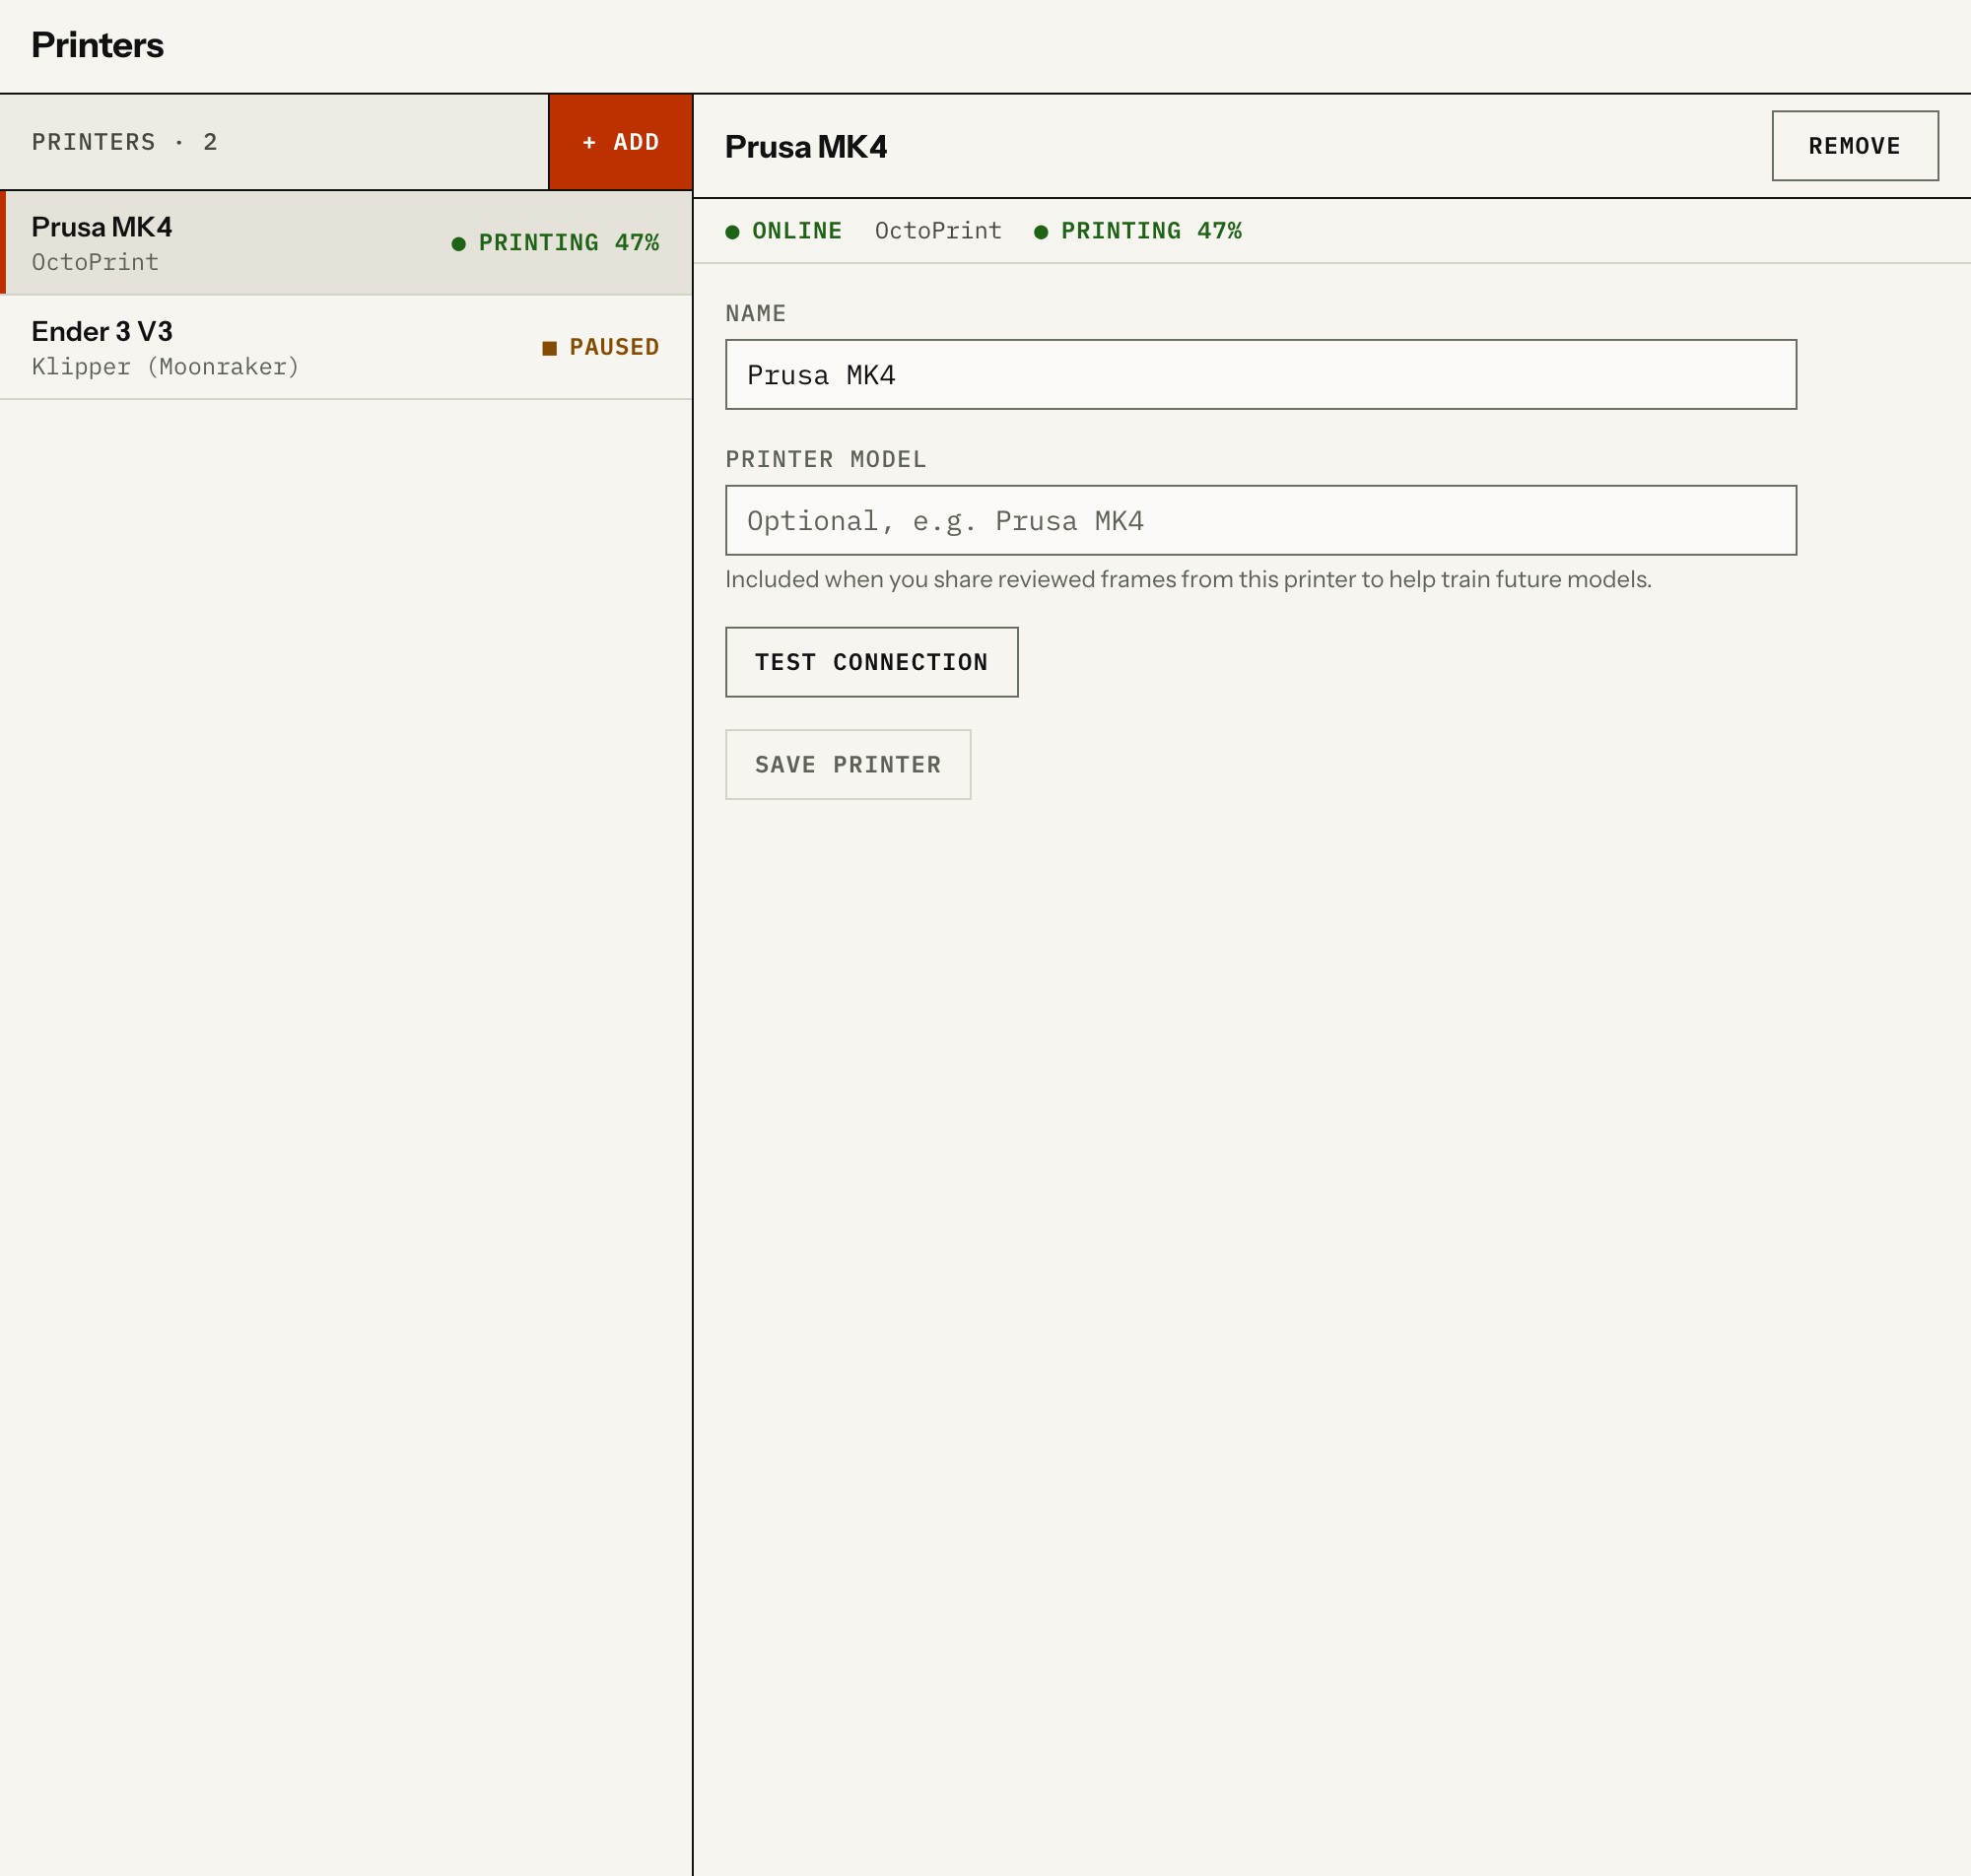 Printers
PRINTERS · 2
+ ADD
Prusa MK4
OctoPrint
PRINTING 47%
Ender 3 V3
Klipper (Moonraker)
PAUSED
Prusa MK4
REMOVE
ONLINE OctoPrint PRINTING 47%
NAME
Prusa MK4
PRINTER MODEL
Optional, e.g. Prusa MK4
Included when you share reviewed frames from this printer to help train future models.
TEST CONNECTION
SAVE PRINTER